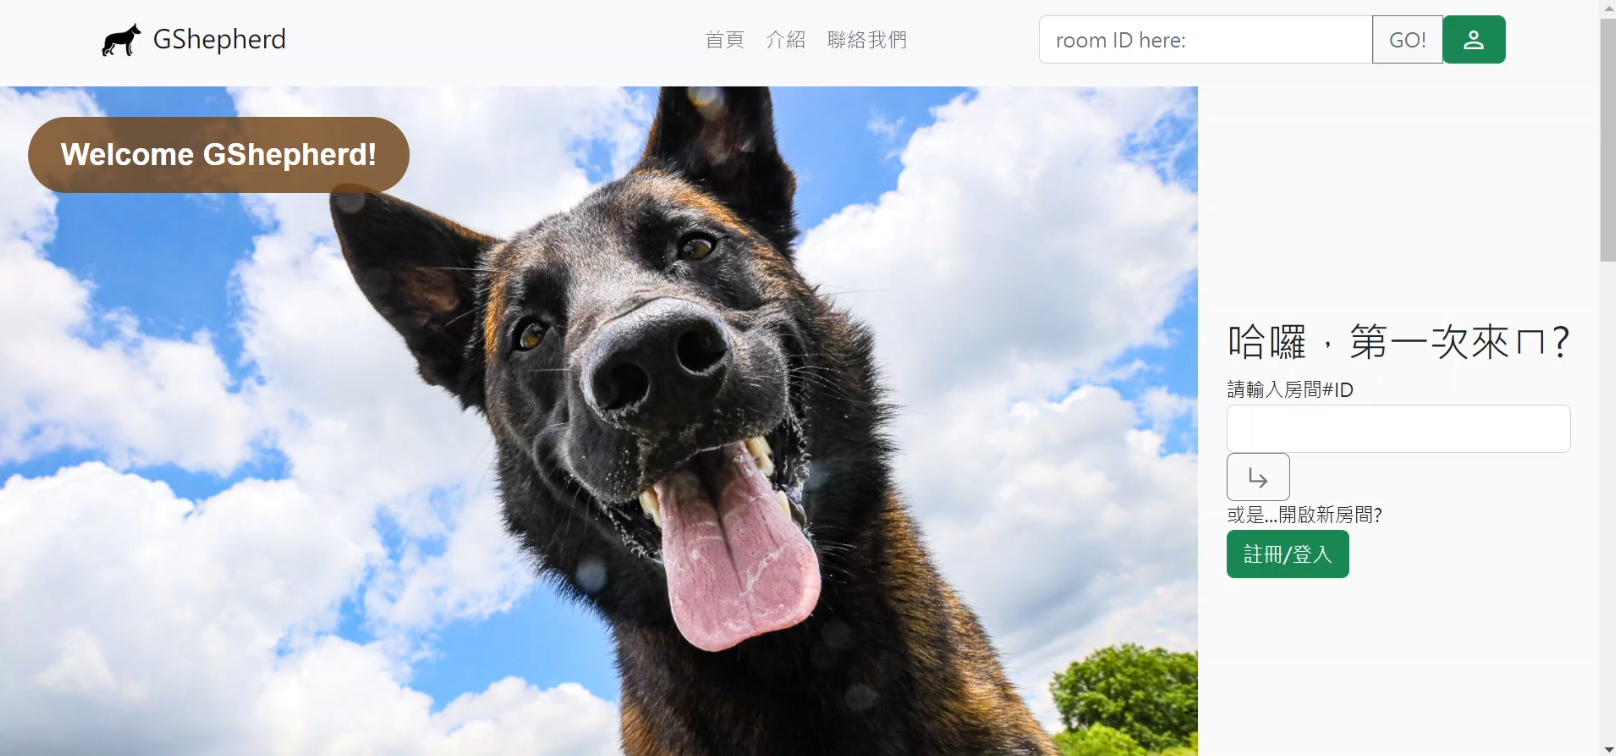 GShepherd
首頁 介紹 聯絡我們
room ID here:
GO!
Welcome GShepherd!
哈囉，第一次來ㄇ?
請輸入房間#ID
或是...開啟新房間?
註冊/登入